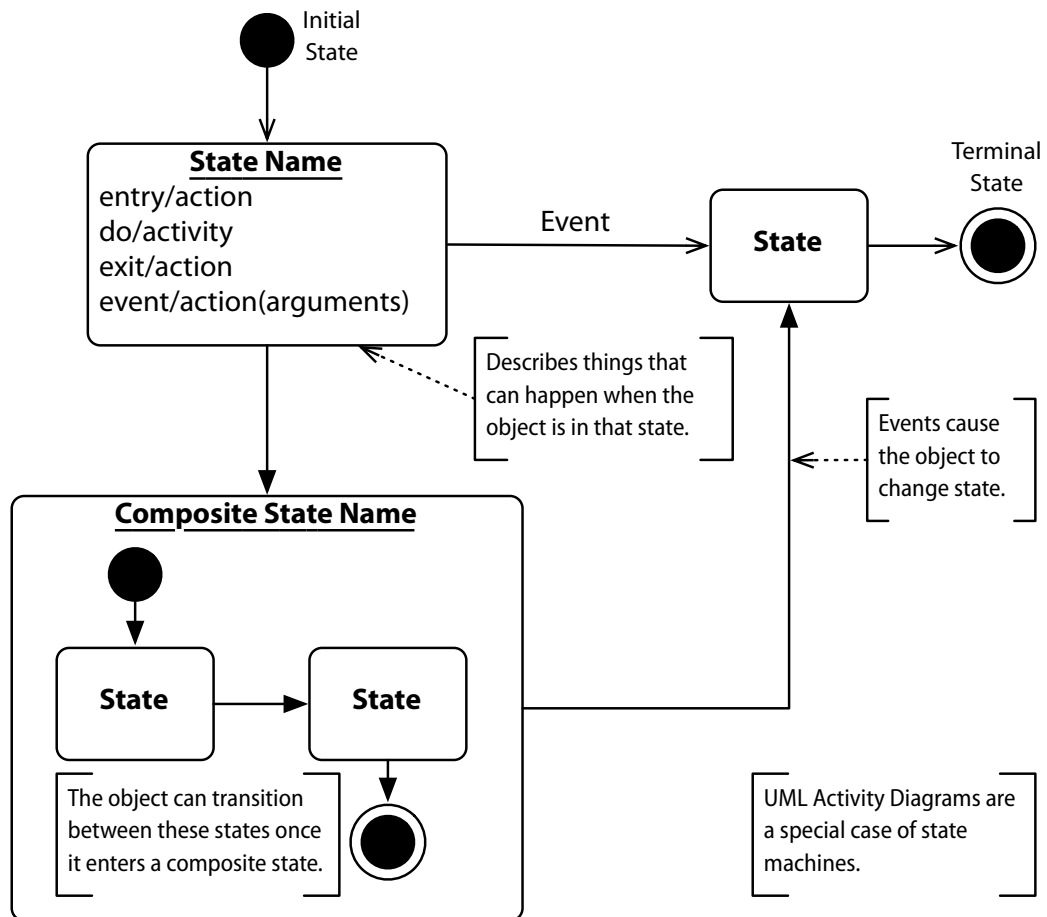 Initial
State
State Name
entry/action
do/activity
exit/action
event/action(arguments)
Event
State
Terminal
State
Describes things that
can happen when the
object is in that state.
Events cause
the object to
change state.
Composite State Name
State
State
The object can transition
between these states once
it enters a composite state.
UML Activity Diagrams are
a special case of state
machines.